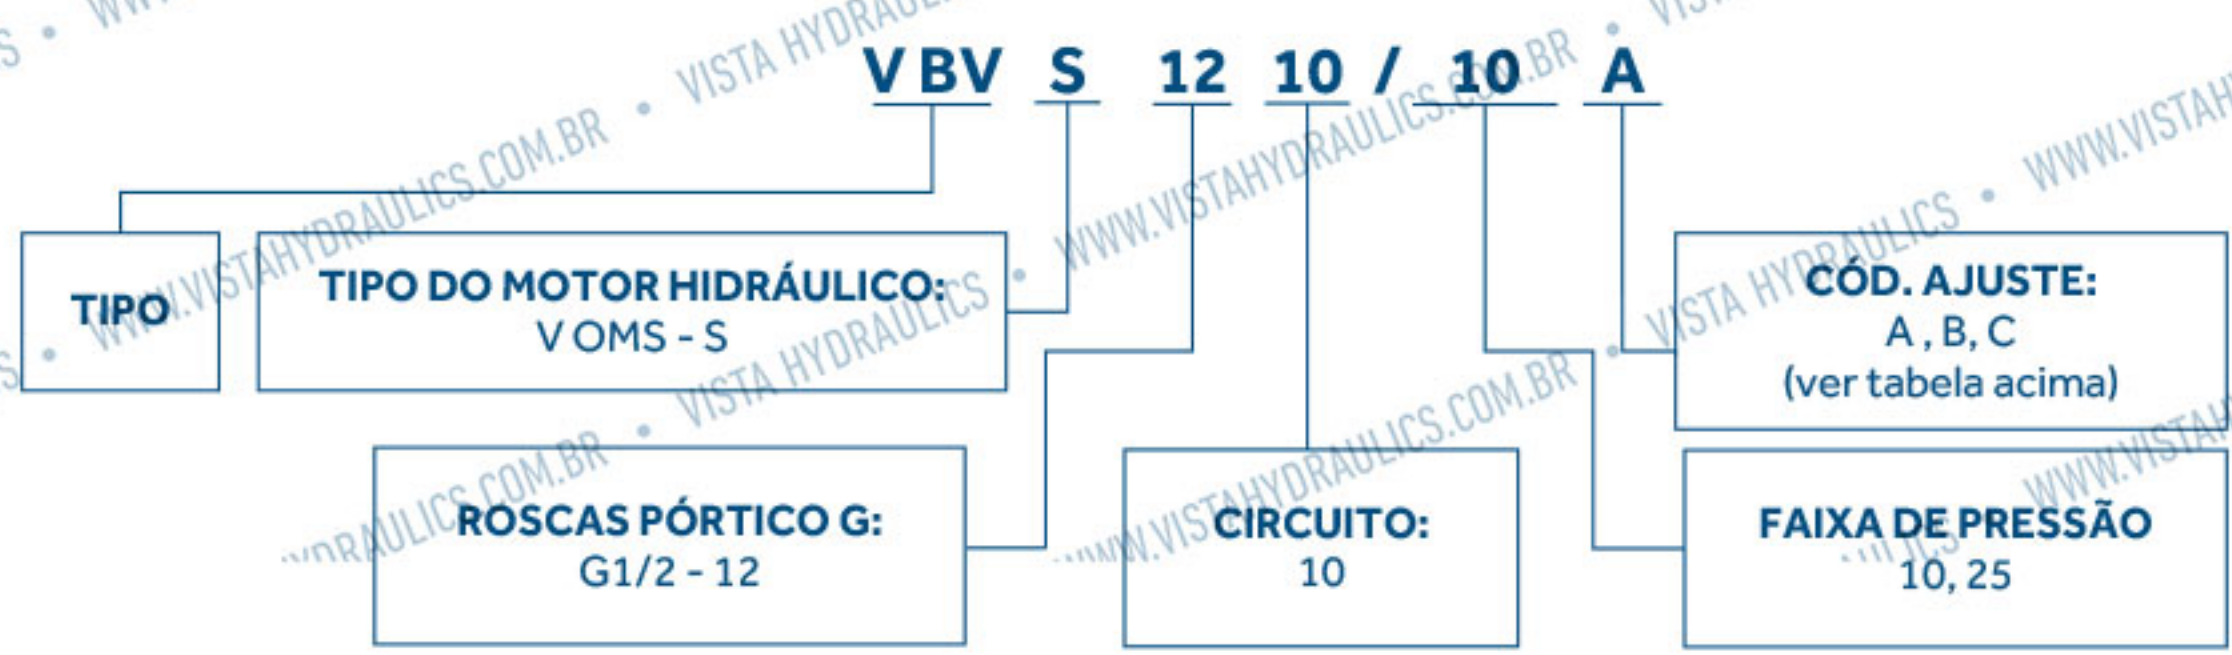 V BV S 12 10 / 10 A
TIPO
TIPO DO MOTOR HIDRÁULICO:
V OMS - S
CÓD. AJUSTE:
A , B, C
(ver tabela acima)
ROSCAS PÓRTICO G:
G1/2 - 12
CIRCUITO:
10
FAIXA DE PRESSÃO
10, 25
VISTA HYDRAULICS • WWW.VISTAHYDRAULICS.COM.BR